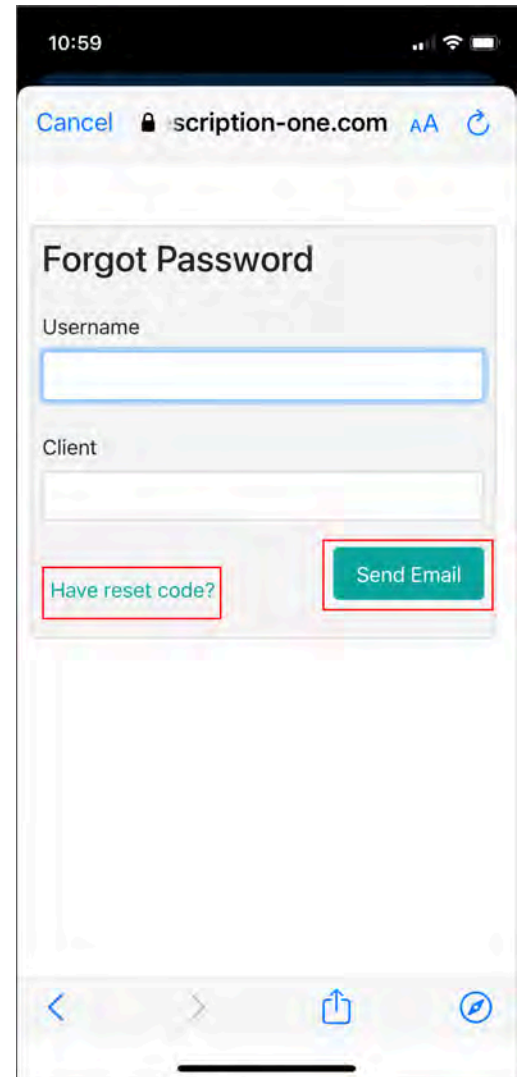 10:59
Cancel scription-one.com AA
Forgot Password
Username
Client
Have reset code? Send Email